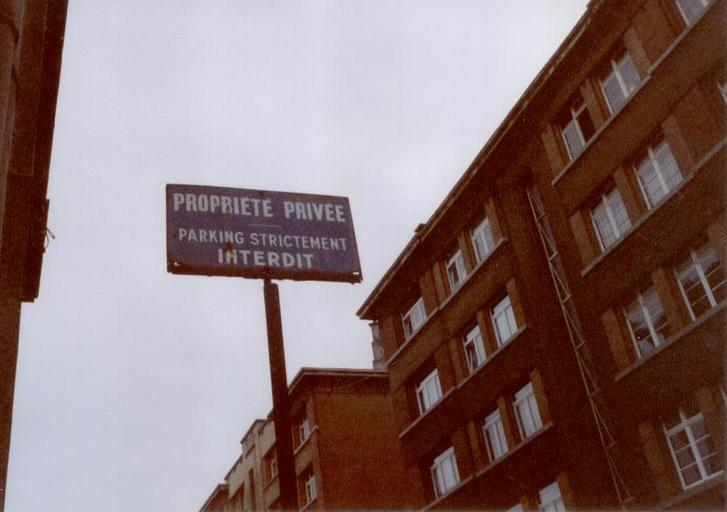 PROPRIÉTÉ PRIVÉE
PARKING STRICTEMENT
INTERDIT